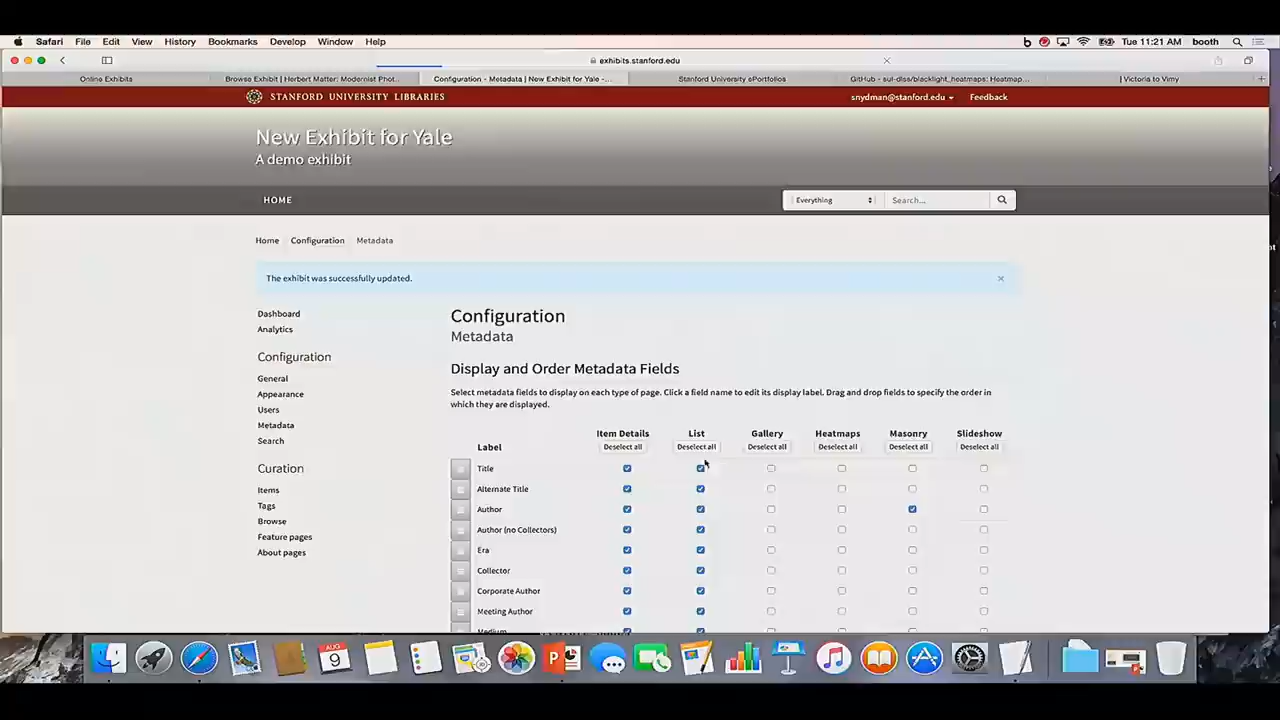 Safari File Edit View History Bookmarks Develop Window Help
Tue 11:21 AM booth
exhibits.stanford.edu
Online Exhibits
Browse Exhibit | Herbert Matter: Modernist Phot...
Configuration - Metadata | New Exhibit for Yale -...
Stanford University ePortfolios
GitHub - sul-dlss/blacklight_heatmaps: Heatmap...
| Victoria to Vimy
STANFORD UNIVERSITY LIBRARIES
snydman@stanford.edu Feedback
New Exhibit for Yale
A demo exhibit
HOME
Everything
Search...
Home Configuration Metadata
The exhibit was successfully updated.
Dashboard
Analytics
Configuration
General
Appearance
Users
Metadata
Search
Curation
Items
Tags
Browse
Feature pages
About pages
Configuration
Metadata
Display and Order Metadata Fields
Select metadata fields to display on each type of page. Click a field name to edit its display label. Drag and drop fields to specify the order in
which they are displayed.
Label
Item Details List Gallery Heatmaps Masonry Slideshow
Deselect all Deselect all Deselect all Deselect all Deselect all Deselect all
Title
Alternate Title
Author
Author (no Collectors)
Era
Collector
Corporate Author
Meeting Author
Medium
AUG
9